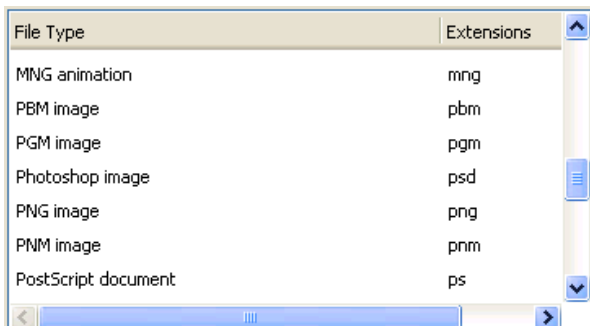 File Type Extensions
MNG animation mng
PBM image pbm
PGM image pgm
Photoshop image psd
PNG image png
PNM image pnm
PostScript document ps